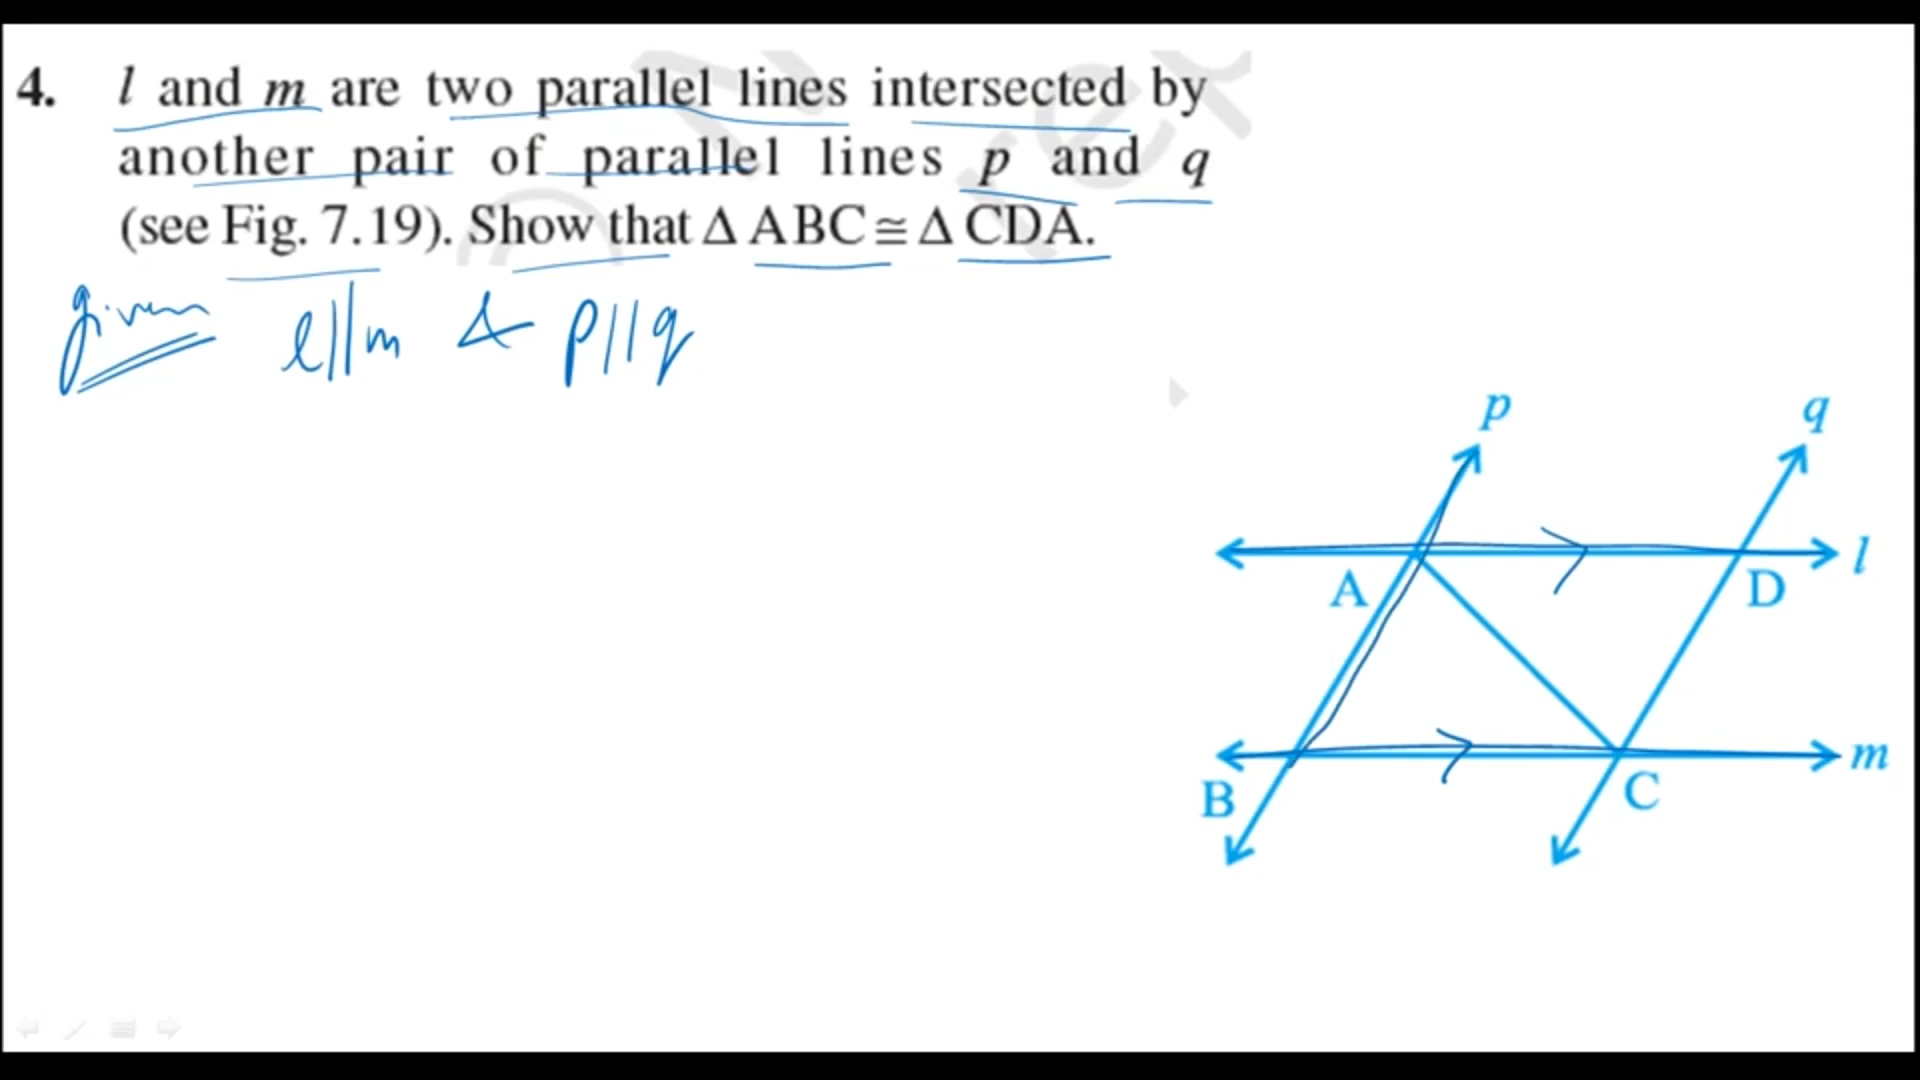 4. l and m are two parallel lines intersected by
another pair of parallel lines p and q
(see Fig. 7.19). Show that Δ ABC ≅ Δ CDA.
given l||m & p||q
p q
A D l
B C m